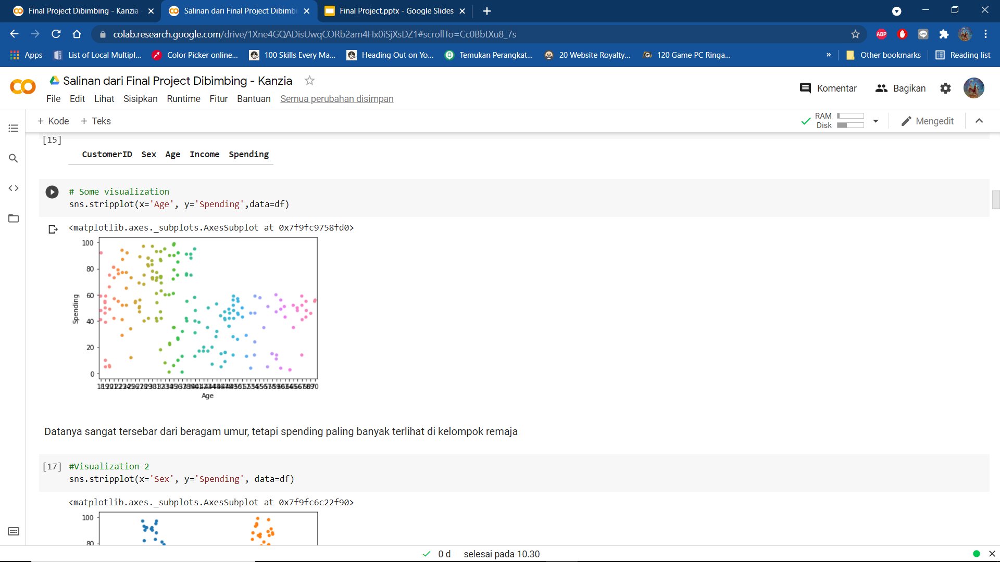 Final Project Dibimbing - Kanzia
Salinan dari Final Project Dibimbi
Final Project.pptx - Google Slides
colab.research.google.com/drive/1Xne4GQADisUwqCORb2am4Hx0iSjXsDZ1#scrollTo=Cc0BbtXu8_7s
ABP
LINE
Apps
List of Local Multipl...
Color Picker online...
100 Skills Every Ma...
Heading Out on Yo...
Temukan Perangkat...
20 Website Royalty...
120 Game PC Ringa...
»
Other bookmarks
Reading list
Salinan dari Final Project Dibimbing - Kanzia
Komentar
Bagikan
File Edit Lihat Sisipkan Runtime Fitur Bantuan Semua perubahan disimpan
+ Kode + Teks
RAM
Disk
Mengedit
[15]
CustomerID Sex Age Income Spending
# Some visualization
sns.stripplot(x='Age', y='Spending',data=df)
<matplotlib.axes._subplots.AxesSubplot at 0x7f9fc9758fd0>
100
80
60
40
20
0
Spending
Age
Datanya sangat tersebar dari beragam umur, tetapi spending paling banyak terlihat di kelompok remaja
[17]
#Visualization 2
sns.stripplot(x='Sex', y='Spending', data=df)
<matplotlib.axes._subplots.AxesSubplot at 0x7f9fc6c22f90>
100
80
0 d selesai pada 10.30